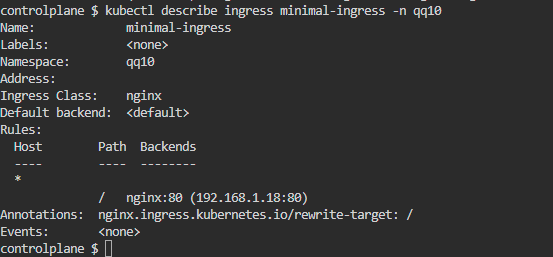 controlplane $ kubectl describe ingress minimal-ingress -n qq10
Name:             minimal-ingress
Labels:           <none>
Namespace:        qq10
Address:
Ingress Class:    nginx
Default backend:  <default>
Rules:
  Host        Path  Backends
  ----        ----  --------
  *
              /   nginx:80 (192.168.1.18:80)
Annotations:  nginx.ingress.kubernetes.io/rewrite-target: /
Events:       <none>
controlplane $